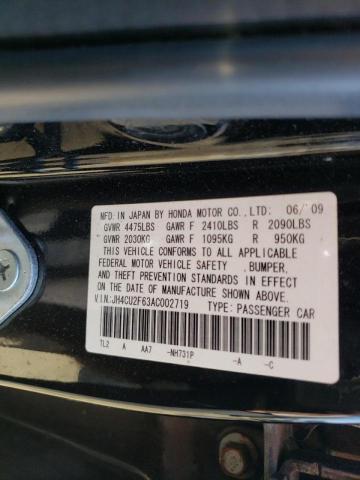 MFD. IN JAPAN BY HONDA MOTOR CO., LTD. 06/09
GVWR 4475LBS GAWR F 2410LBS R 2090LBS
GVWR 2030KG GAWR F 1095KG R 950KG
THIS VEHICLE CONFORMS TO ALL APPLICABLE
FEDERAL MOTOR VEHICLE SAFETY , BUMPER,
AND THEFT PREVENTION STANDARDS IN EFFECT
ON THE DATE OF MANUFACTURE SHOWN ABOVE.
V.I.N.:JH4CU2F63AC002719 TYPE: PASSENGER CAR
TL2 A AA7 -NH731P -A -C